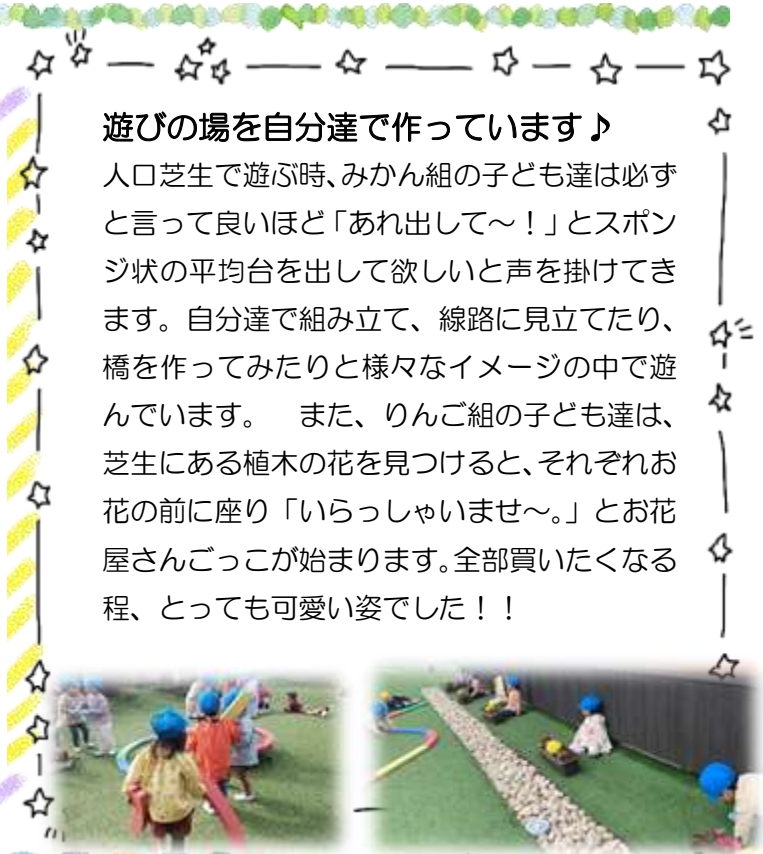 遊びの場を自分達で作っています♪
人口芝生で遊ぶ時、みかん組の子ども達は必ず
と言って良いほど「あれ出して～！」とスポン
ジ状の平均台を出して欲しいと声を掛けてき
ます。自分達で組み立て、線路に見立てたり、
橋を作ってみたりと様々なイメージの中で遊
んでいます。　また、りんご組の子ども達は、
芝生にある植木の花を見つけると、それぞれお
花の前に座り「いらっしゃいませ～。」とお花
屋さんごっこが始まります。全部買いたくなる
程、とっても可愛い姿でした！！